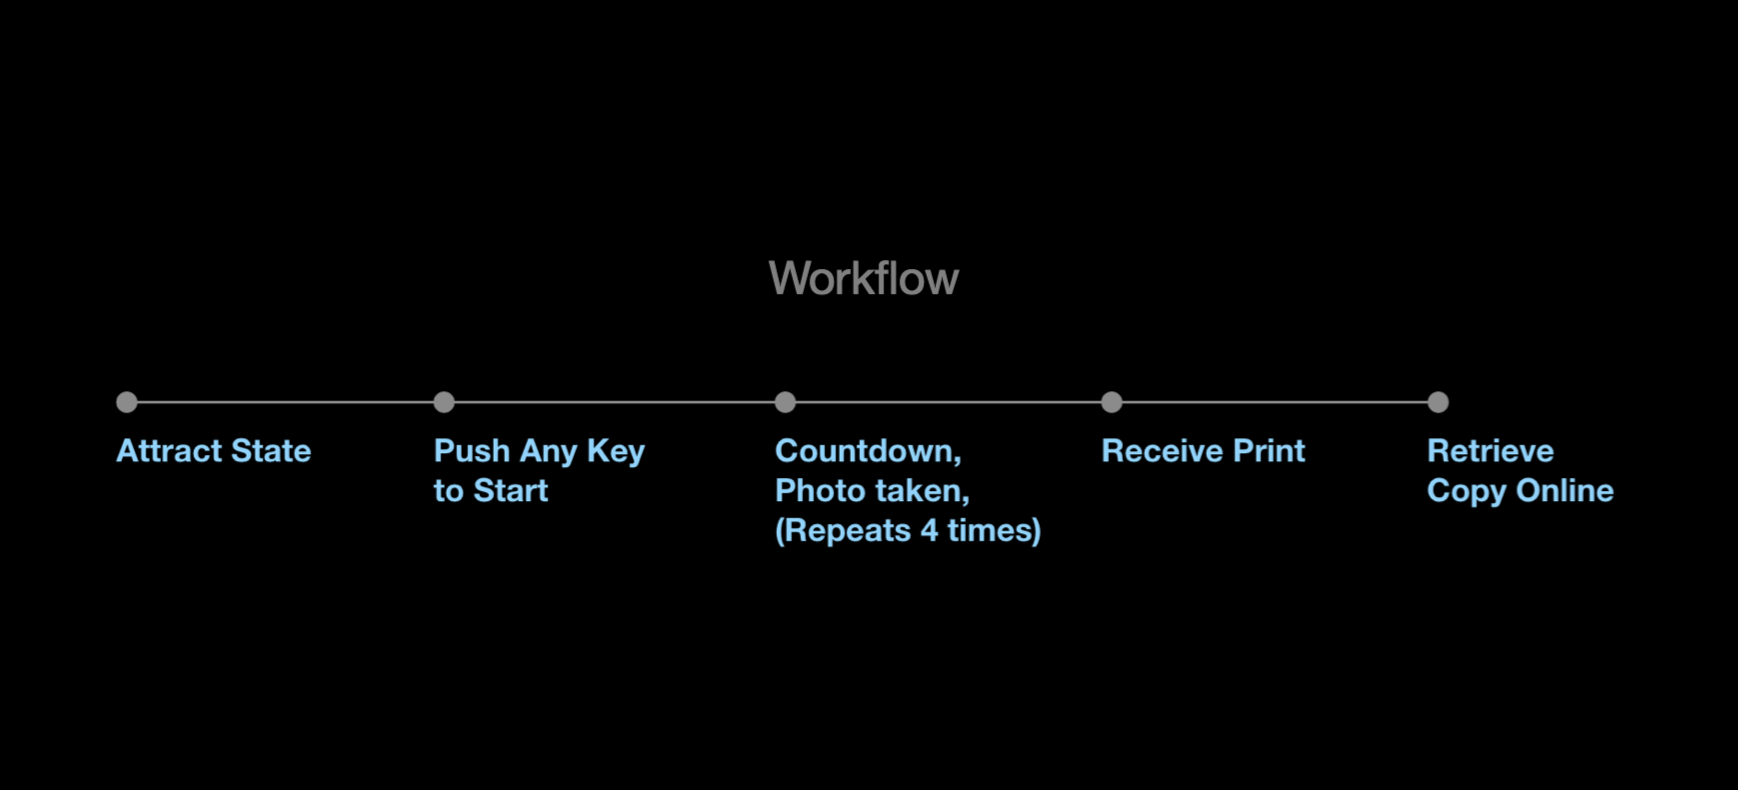 Workflow
Attract State
Push Any Key
to Start
Countdown,
Photo taken,
(Repeats 4 times)
Receive Print
Retrieve
Copy Online